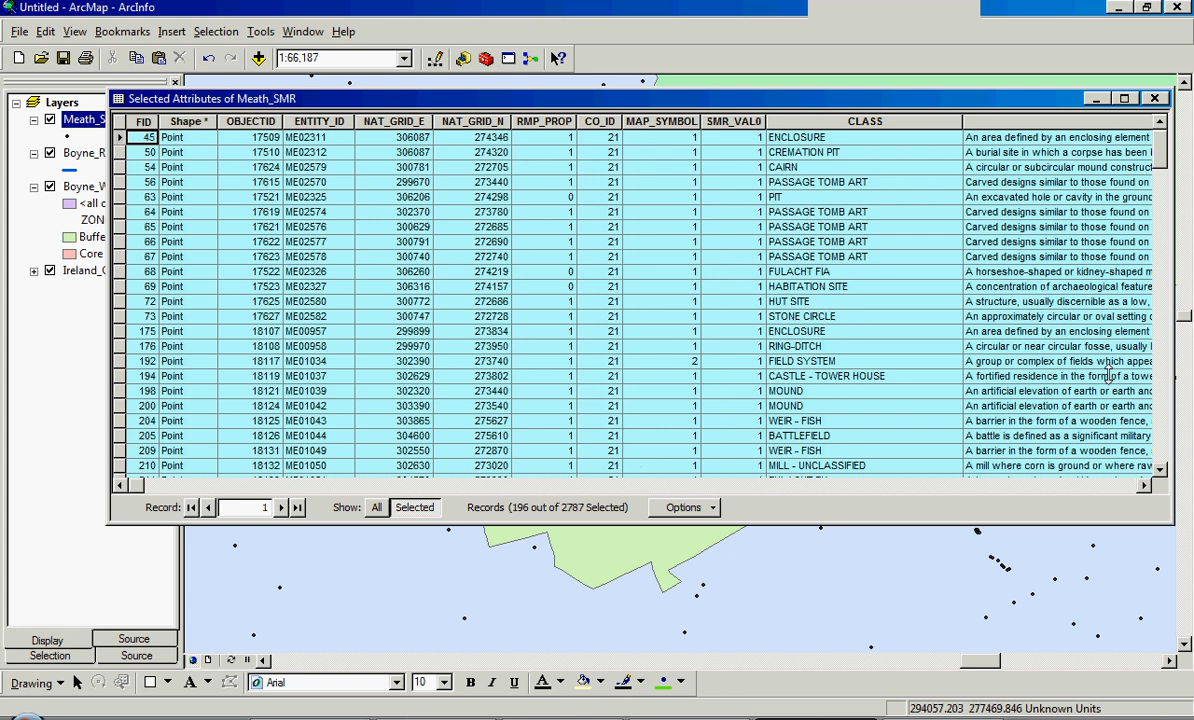 Untitled - ArcMap - ArcInfo
File Edit View Bookmarks Insert Selection Tools Window Help
1:66,187
Layers
Meath_S
Boyne_R
Boyne_W
<all o
ZON
Buffe
Core
Ireland_C
Selected Attributes of Meath_SMR
FID Shape * OBJECTID ENTITY_ID NAT_GRID_E NAT_GRID_N RMP_PROP CO_ID MAP_SYMBOL SMR_VAL0 CLASS
45 Point 17509 ME02311 306087 274346 1 21 1 1 ENCLOSURE An area defined by an enclosing element
50 Point 17510 ME02312 306087 274320 1 21 1 1 CREMATION PIT A burial site in which a corpse has been
54 Point 17624 ME02579 300781 272705 1 21 1 1 CAIRN A circular or subcircular mound construct
56 Point 17615 ME02570 299670 273440 1 21 1 1 PASSAGE TOMB ART Carved designs similar to those found on
63 Point 17521 ME02325 306206 274298 0 21 1 1 PIT An excavated hole or cavity in the ground
64 Point 17619 ME02574 302370 273780 1 21 1 1 PASSAGE TOMB ART Carved designs similar to those found on
65 Point 17621 ME02576 300629 272685 1 21 1 1 PASSAGE TOMB ART Carved designs similar to those found on
66 Point 17622 ME02577 300791 272690 1 21 1 1 PASSAGE TOMB ART Carved designs similar to those found on
67 Point 17623 ME02578 300740 272740 1 21 1 1 PASSAGE TOMB ART Carved designs similar to those found on
68 Point 17522 ME02326 306260 274219 0 21 1 1 FULACHT FIA A horseshoe-shaped or kidney-shaped m
69 Point 17523 ME02327 306316 274157 0 21 1 1 HABITATION SITE A concentration of archaeological feature
72 Point 17625 ME02580 300772 272686 1 21 1 1 HUT SITE A structure, usually discernible as a low,
73 Point 17627 ME02582 300747 272728 1 21 1 1 STONE CIRCLE An approximately circular or oval setting
175 Point 18107 ME00957 299899 273834 1 21 1 1 ENCLOSURE An area defined by an enclosing element
176 Point 18108 ME00958 299970 273950 1 21 1 1 RING-DITCH A circular or near circular fosse, usually
192 Point 18117 ME01034 302390 273740 1 21 2 1 FIELD SYSTEM A group or complex of fields which appea
194 Point 18119 ME01037 302629 273802 1 21 1 1 CASTLE - TOWER HOUSE A fortified residence in the form of a towe
198 Point 18121 ME01039 302320 273440 1 21 1 1 MOUND An artificial elevation of earth or earth and
200 Point 18124 ME01042 303390 273540 1 21 1 1 MOUND An artificial elevation of earth or earth and
204 Point 18125 ME01043 303865 275627 1 21 1 1 WEIR - FISH A barrier in the form of a wooden fence,
205 Point 18126 ME01044 304600 275610 1 21 1 1 BATTLEFIELD A battle is defined as a significant military
209 Point 18131 ME01049 302550 272870 1 21 1 1 WEIR - FISH A barrier in the form of a wooden fence,
210 Point 18132 ME01050 302630 273020 1 21 1 1 MILL - UNCLASSIFIED A mill where corn is ground or where raw
Record: 1 Show: All Selected Records (196 out of 2787 Selected) Options
Display Source
Selection Source
Drawing Arial 10 B I U A
294057.203 277469.846 Unknown Units